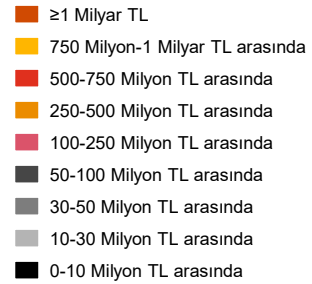 ≥1 Milyar TL
750 Milyon-1 Milyar TL arasında
500-750 Milyon TL arasında
250-500 Milyon TL arasında
100-250 Milyon TL arasında
50-100 Milyon TL arasında
30-50 Milyon TL arasında
10-30 Milyon TL arasında
0-10 Milyon TL arasında